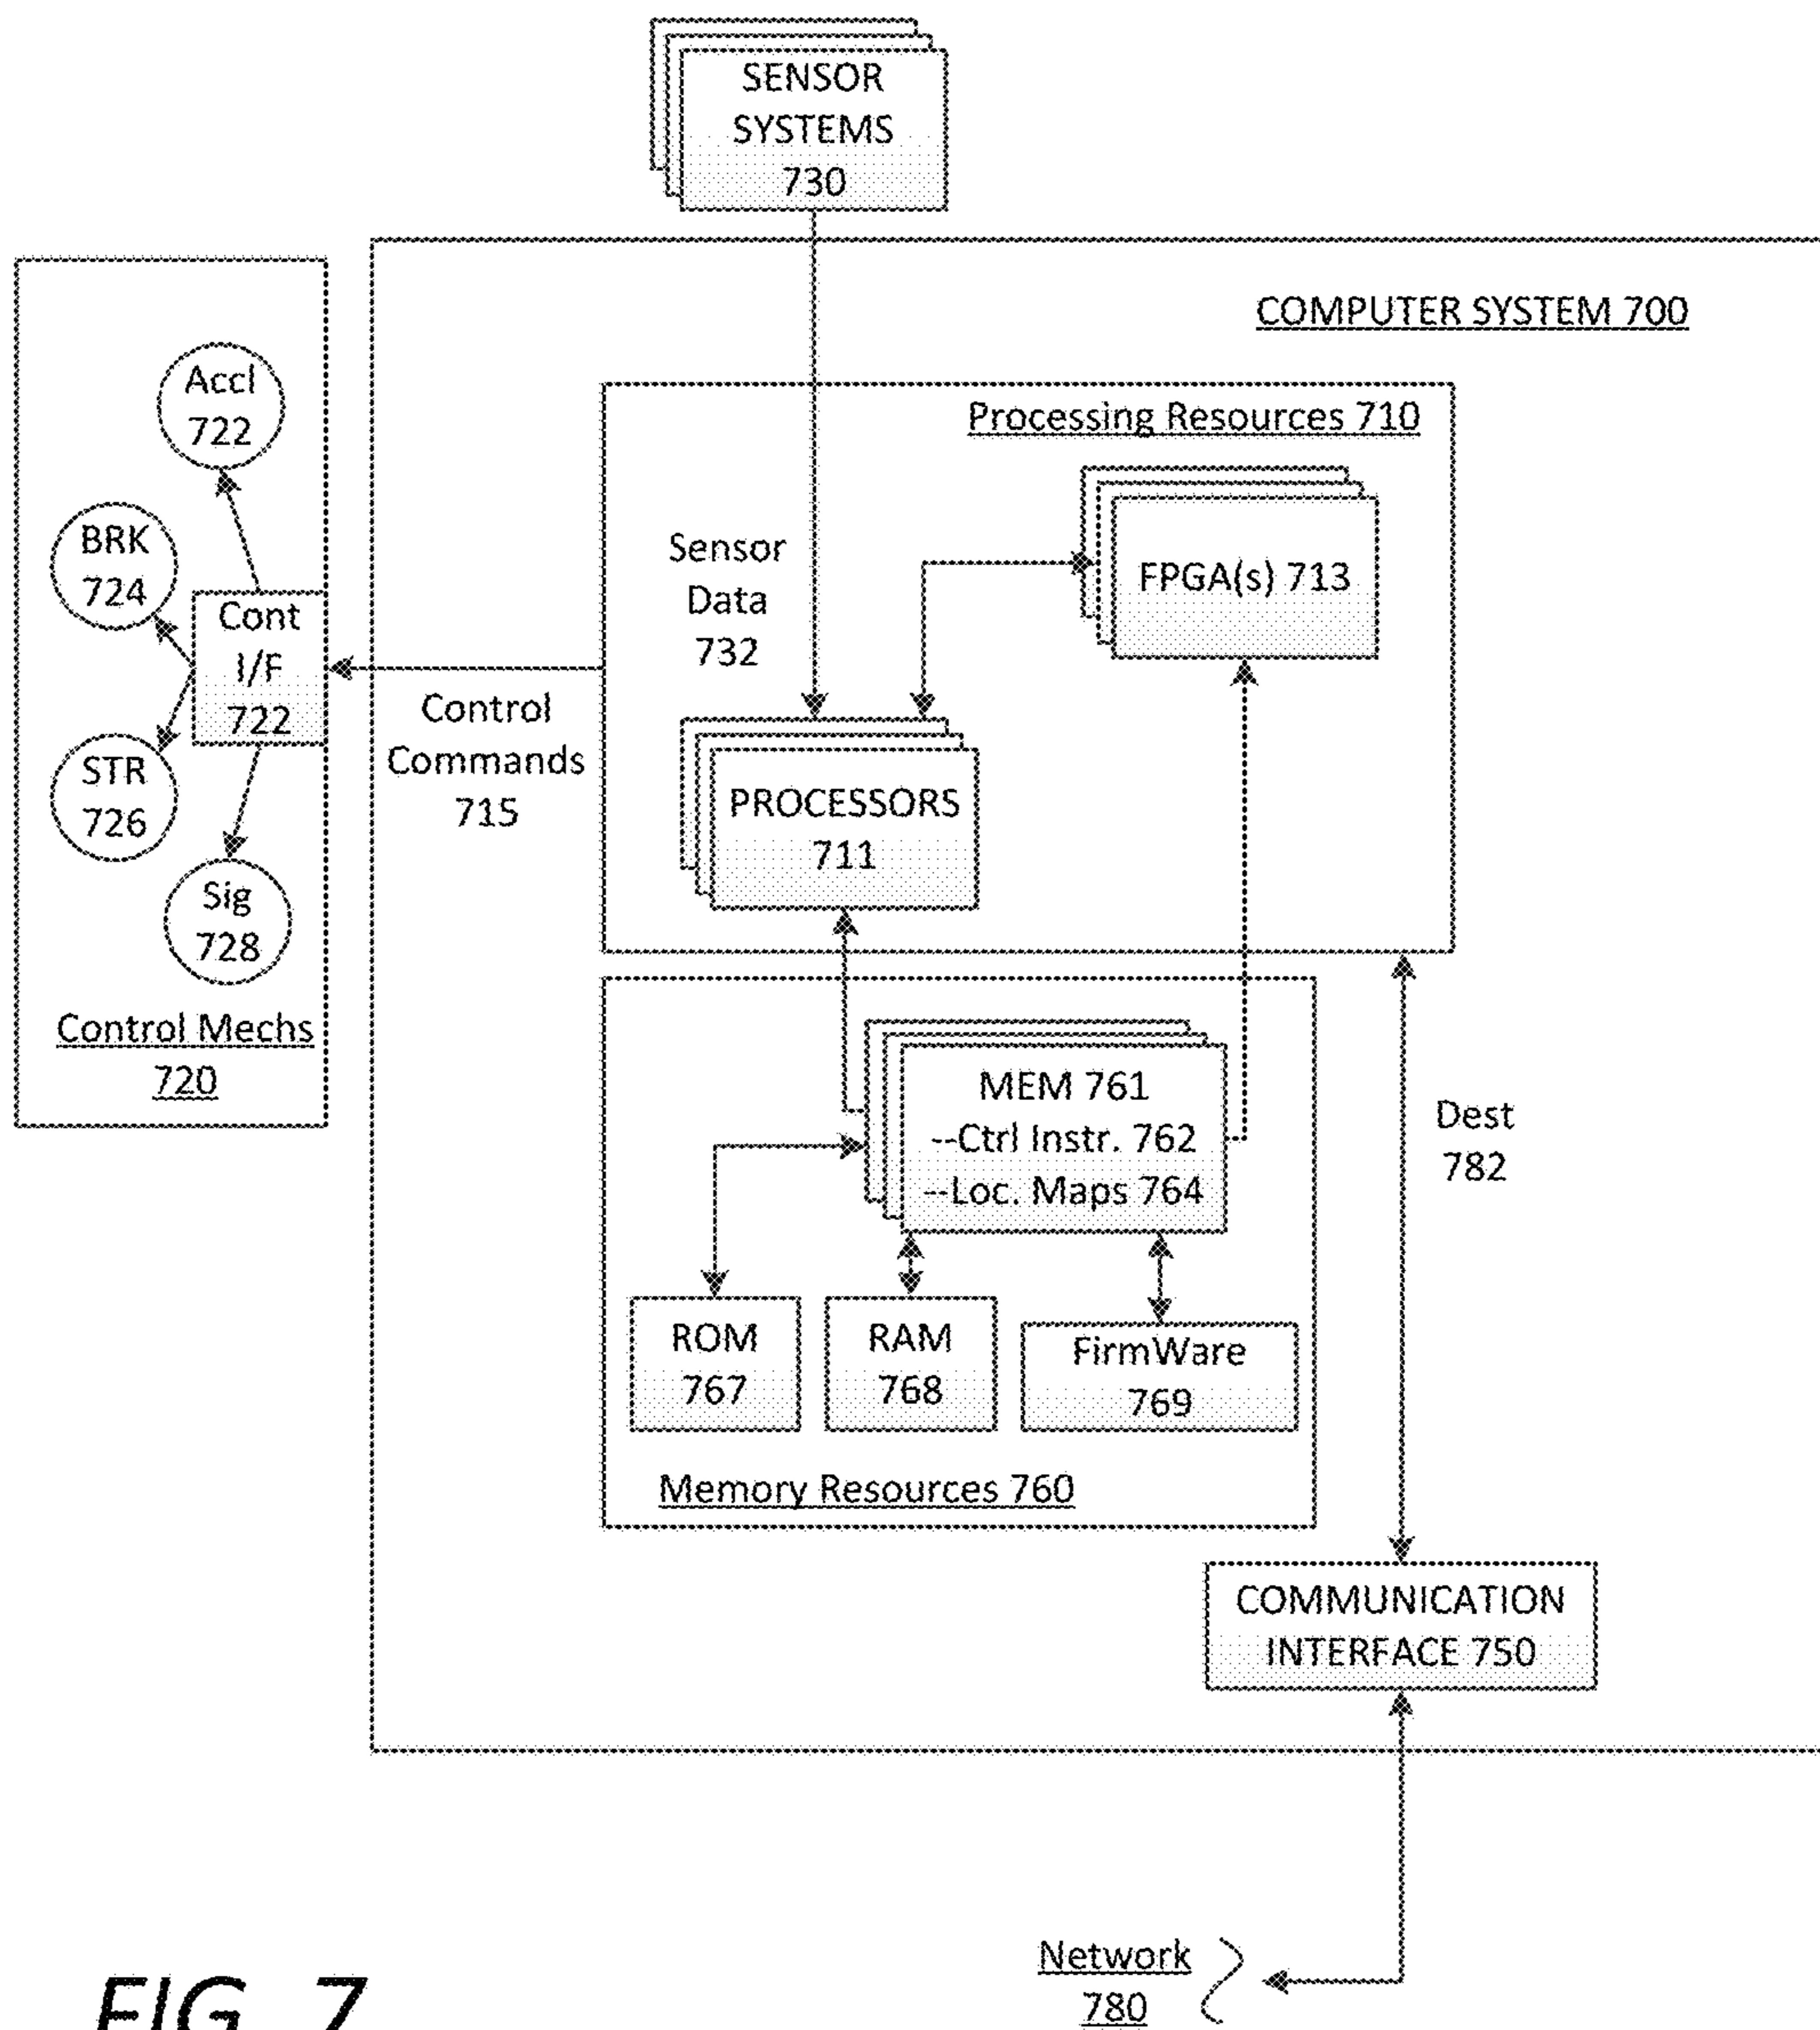 SENSOR
SYSTEMS
730
COMPUTER SYSTEM 700
Processing Resources 710
Accl
722
BRK
724
Cont
I/F
722
STR
726
Sig
728
Control Mechs
720
Control
Commands
715
Sensor
Data
732
FPGA(s) 713
PROCESSORS
711
MEM 761
--Ctrl Instr. 762
--Loc. Maps 764
Dest
782
ROM
767
RAM
768
FirmWare
769
Memory Resources 760
COMMUNICATION
INTERFACE 750
Network
780
FIG. 7